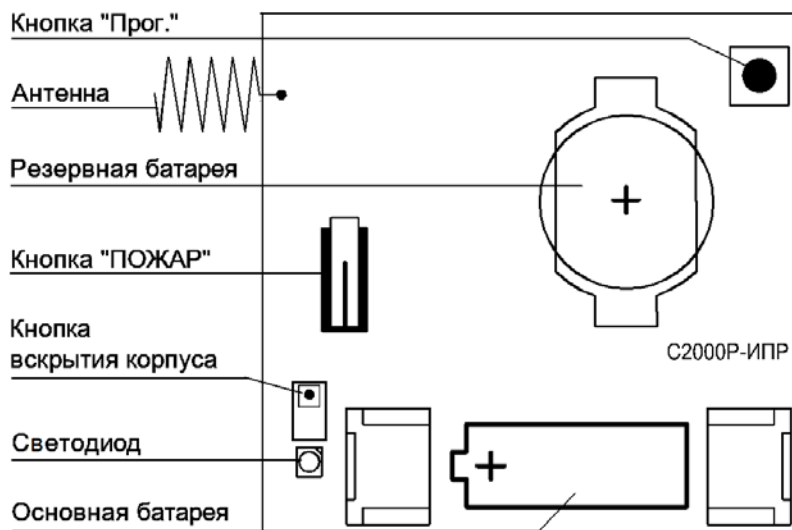 Кнопка "Прог."
Антенна
Резервная батарея
Кнопка "ПОЖАР"
Кнопка
вскрытия корпуса
С2000Р-ИПР
Светодиод
Основная батарея